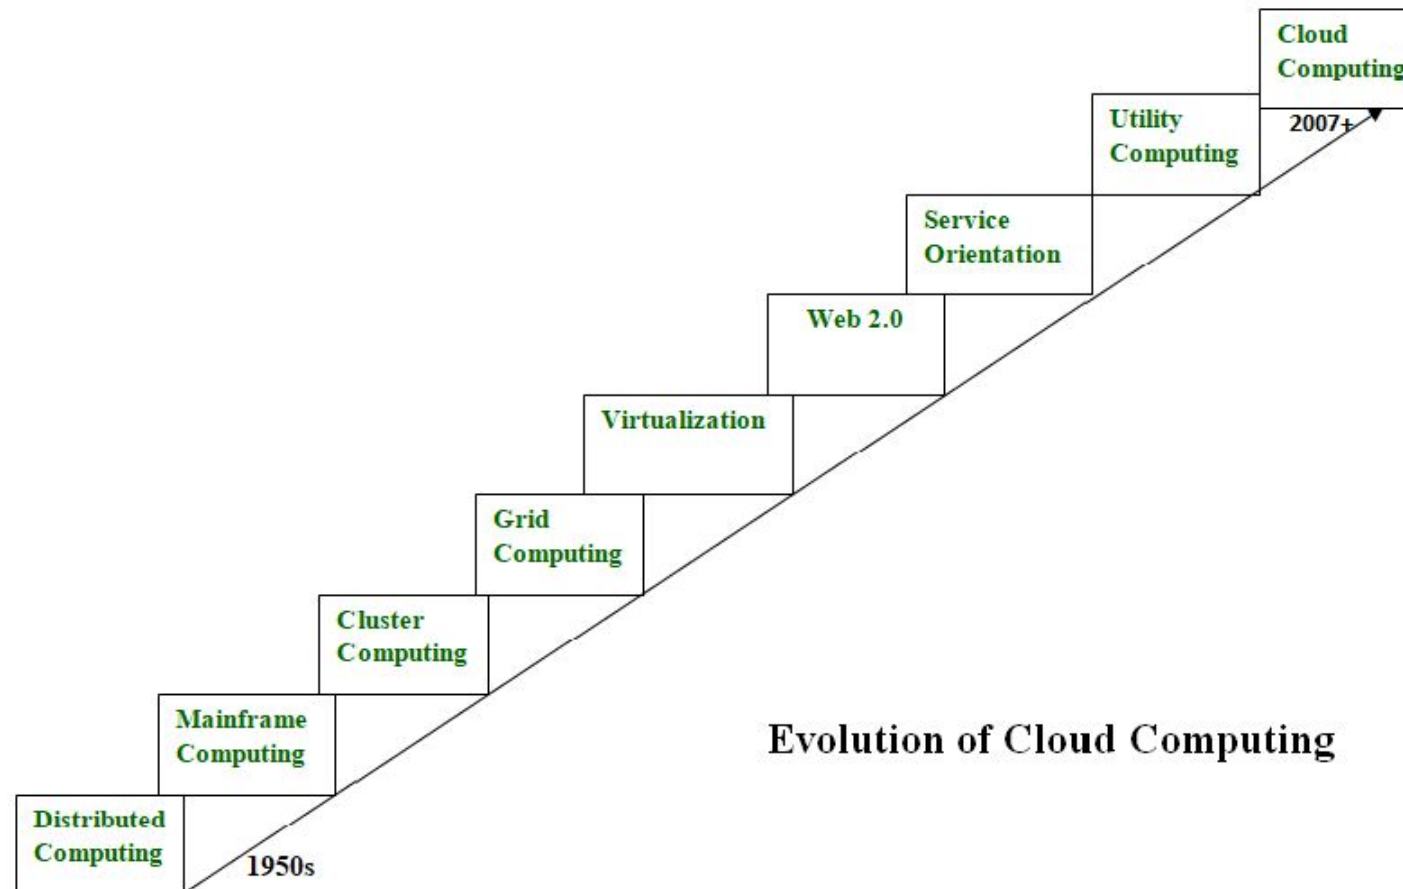 Cloud
Computing
2007+
Utility
Computing
Service
Orientation
Web 2.0
Virtualization
Grid
Computing
Cluster
Computing
Mainframe
Computing
Evolution of Cloud Computing
Distributed
Computing
1950s